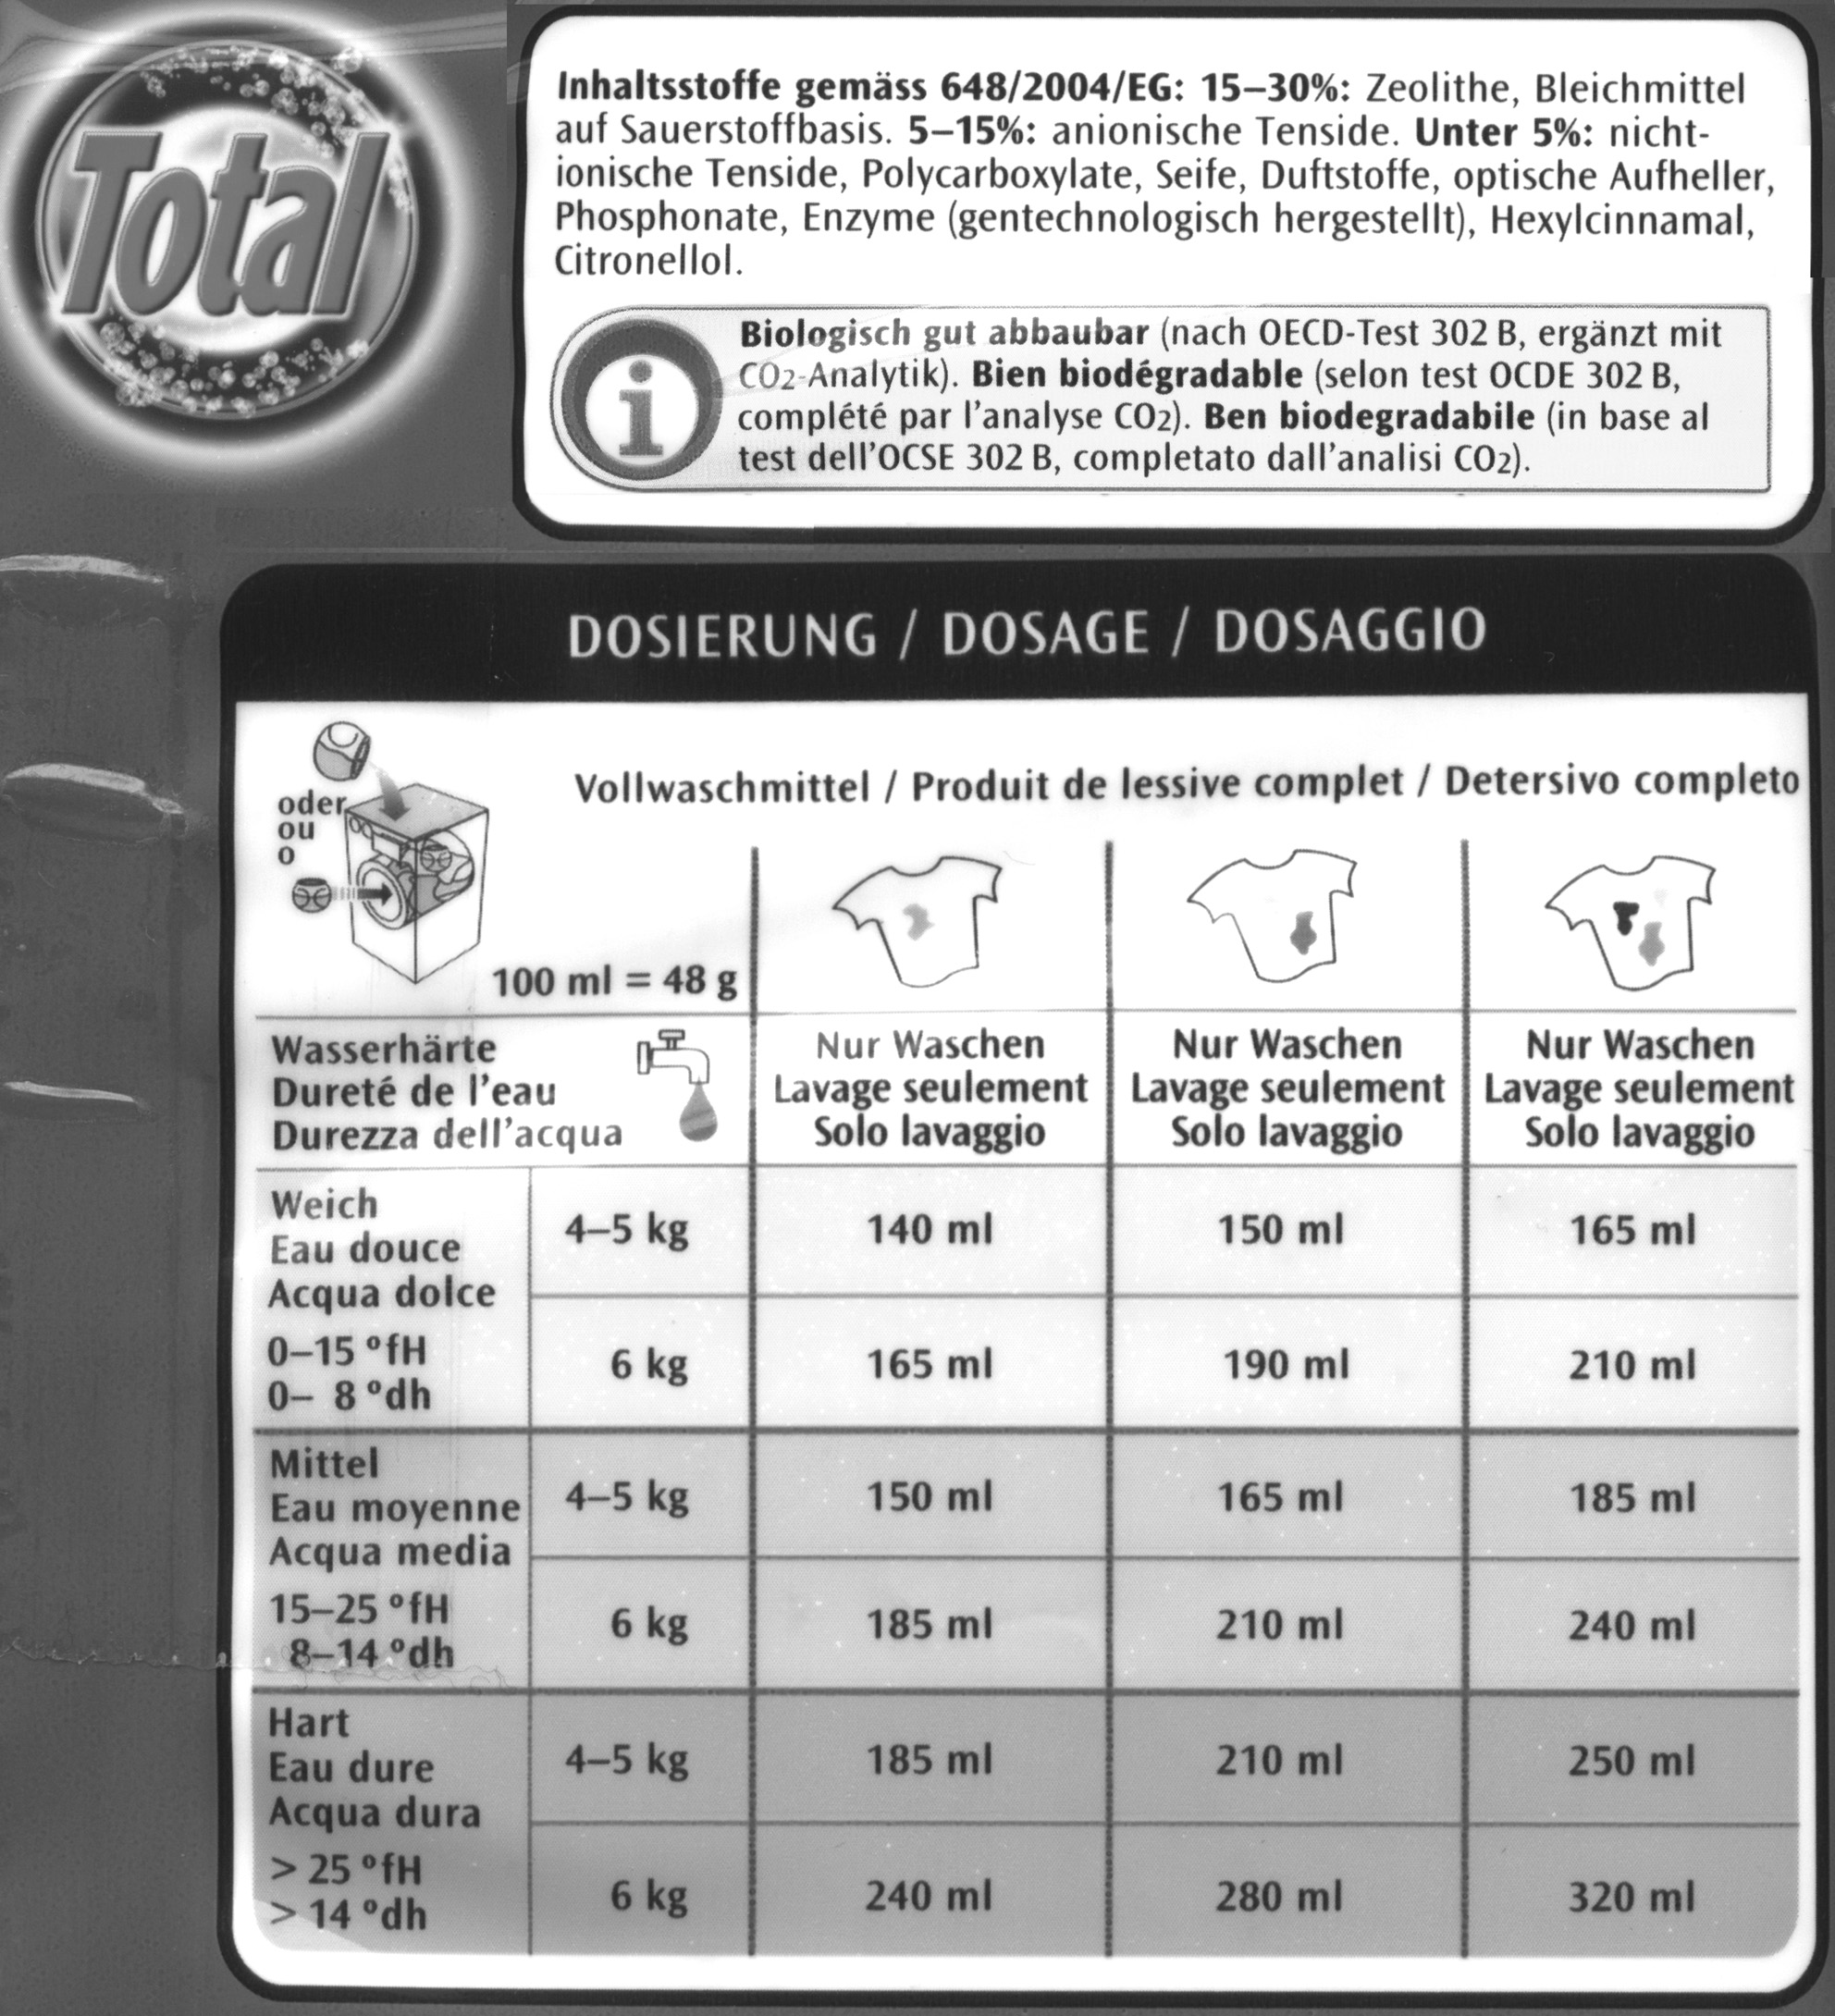 Total
Inhaltsstoffe gemäss 648/2004/EG: 15–30%: Zeolithe, Bleichmittel
auf Sauerstoffbasis. 5–15%: anionische Tenside. Unter 5%: nicht-
ionische Tenside, Polycarboxylate, Seife, Duftstoffe, optische Aufheller,
Phosphonate, Enzyme (gentechnologisch hergestellt), Hexylcinnamal,
Citronellol.
Biologisch gut abbaubar (nach OECD-Test 302 B, ergänzt mit
CO2-Analytik). Bien biodégradable (selon test OCDE 302 B,
complété par l'analyse CO2). Ben biodegradabile (in base al
test dell'OCSE 302 B, completato dall'analisi CO2).
DOSIERUNG / DOSAGE / DOSAGGIO
Vollwaschmittel / Produit de lessive complet / Detersivo completo
oder
ou
o
100 ml = 48 g
Wasserhärte
Dureté de l'eau
Durezza dell'acqua
Nur Waschen
Lavage seulement
Solo lavaggio
Nur Waschen
Lavage seulement
Solo lavaggio
Nur Waschen
Lavage seulement
Solo lavaggio
Weich
Eau douce
Acqua dolce
0–15 °fH
0– 8 °dh
4–5 kg 140 ml 150 ml 165 ml
6 kg 165 ml 190 ml 210 ml
Mittel
Eau moyenne
Acqua media
15–25 °fH
8–14 °dh
4–5 kg 150 ml 165 ml 185 ml
6 kg 185 ml 210 ml 240 ml
Hart
Eau dure
Acqua dura
> 25 °fH
> 14 °dh
4–5 kg 185 ml 210 ml 250 ml
6 kg 240 ml 280 ml 320 ml